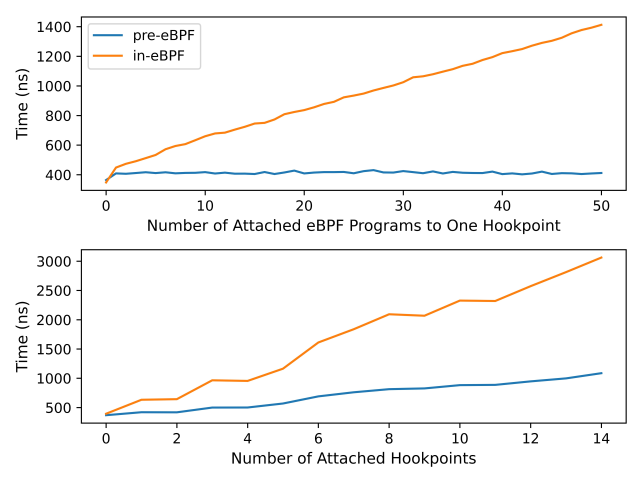 1400
1200
1000
800
600
400
Time (ns)
pre-eBPF
in-eBPF
0 10 20 30 40 50
Number of Attached eBPF Programs to One Hookpoint
3000
2500
2000
1500
1000
500
Time (ns)
0 2 4 6 8 10 12 14
Number of Attached Hookpoints